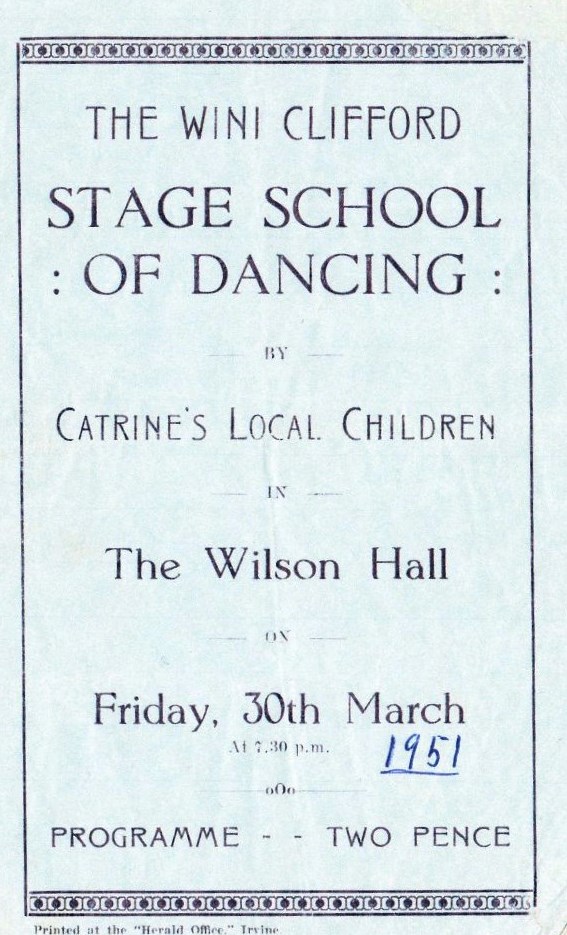 THE WINI CLIFFORD
STAGE SCHOOL
: OF DANCING :
BY
CATRINE'S LOCAL CHILDREN
IN
The Wilson Hall
ON
Friday, 30th March
At 7.30 p.m.
1951
oOo
PROGRAMME - - TWO PENCE
Printed at the "Herald Office," Irvine